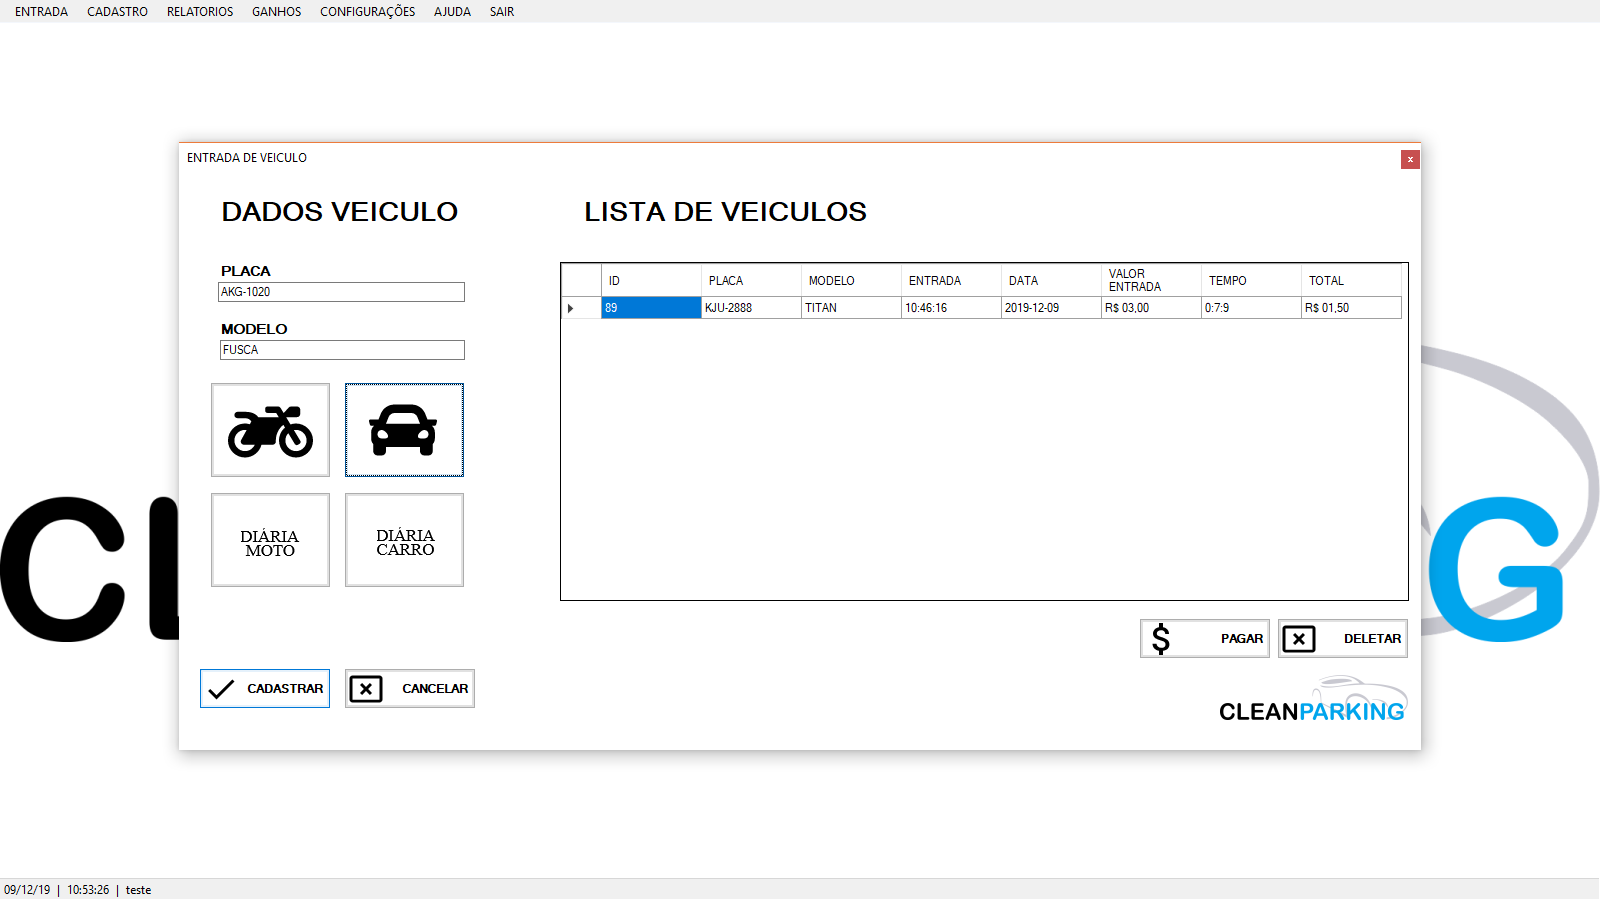 ENTRADA CADASTRO RELATORIOS GANHOS CONFIGURAÇÕES AJUDA SAIR
ENTRADA DE VEICULO
x
DADOS VEICULO
LISTA DE VEICULOS
PLACA
AKG-1020
MODELO
FUSCA
DIÁRIA
MOTO
DIÁRIA
CARRO
ID PLACA MODELO ENTRADA DATA VALOR ENTRADA TEMPO TOTAL
89 KJU-2888 TITAN 10:46:16 2019-12-09 R$ 03,00 0:7:9 R$ 01,50
$ PAGAR
DELETAR
CADASTRAR
CANCELAR
CLEANPARKING
CL
G
09/12/19 | 10:53:26 | teste